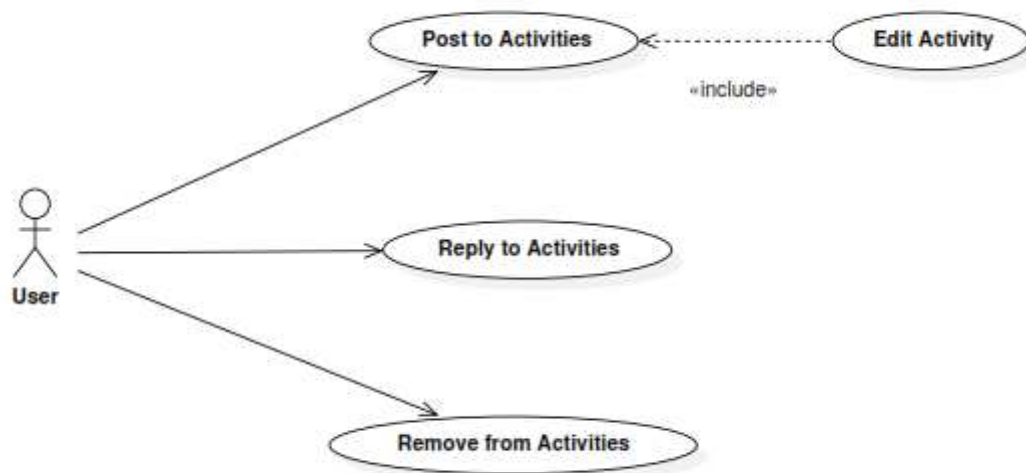 Post to Activities
Edit Activity
«include»
Reply to Activities
User
Remove from Activities